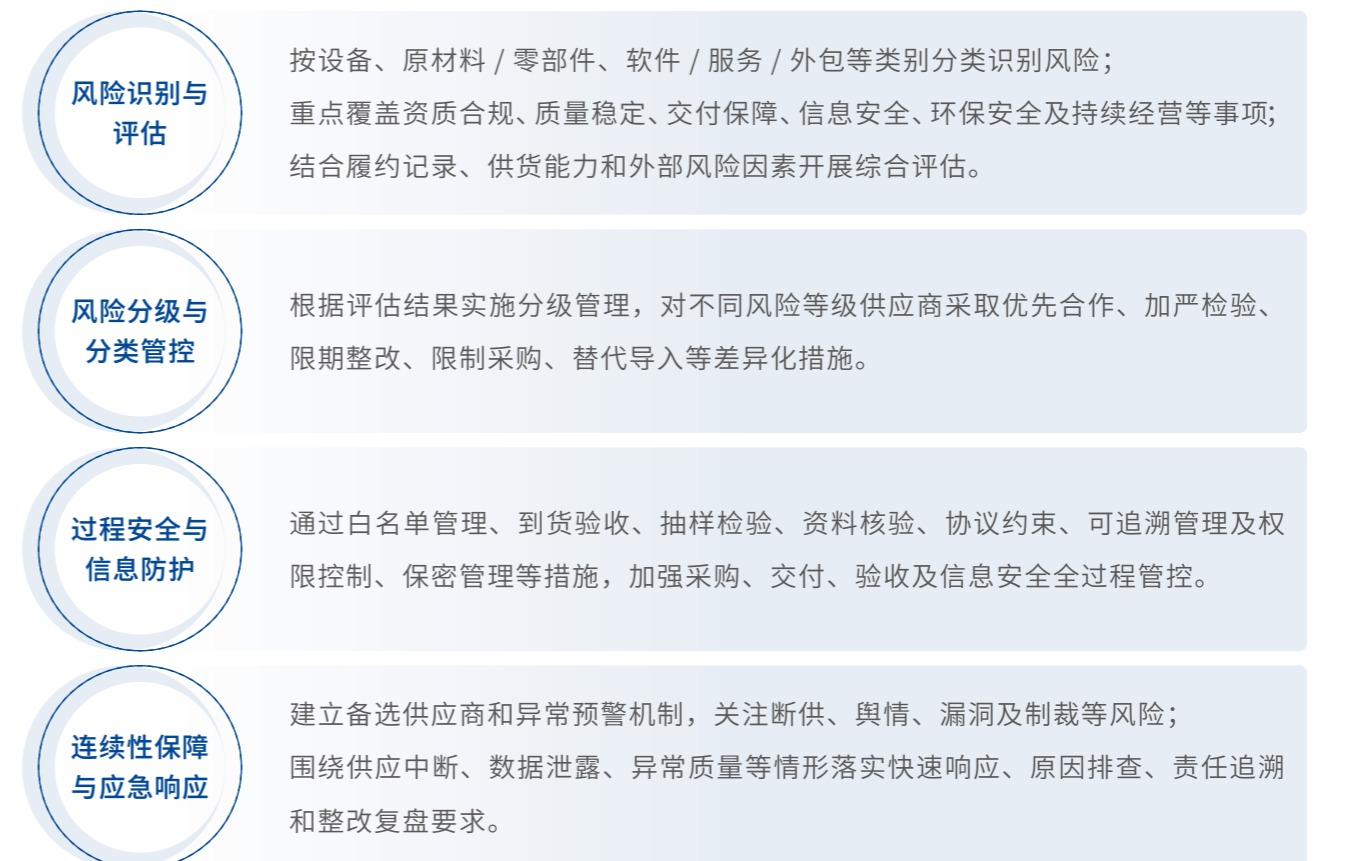 风险识别与
评估
按设备、原材料 / 零部件、软件 / 服务 / 外包等类别分类识别风险；
重点覆盖资质合规、质量稳定、交付保障、信息安全、环保安全及持续经营等事项;
结合履约记录、供货能力和外部风险因素开展综合评估。
风险分级与
分类管控
根据评估结果实施分级管理，对不同风险等级供应商采取优先合作、加严检验、
限期整改、限制采购、替代导入等差异化措施。
过程安全与
信息防护
通过白名单管理、到货验收、抽样检验、资料核验、协议约束、可追溯管理及权
限控制、保密管理等措施，加强采购、交付、验收及信息安全全过程管控。
连续性保障
与应急响应
建立备选供应商和异常预警机制，关注断供、舆情、漏洞及制裁等风险；
围绕供应中断、数据泄露、异常质量等情形落实快速响应、原因排查、责任追溯
和整改复盘要求。